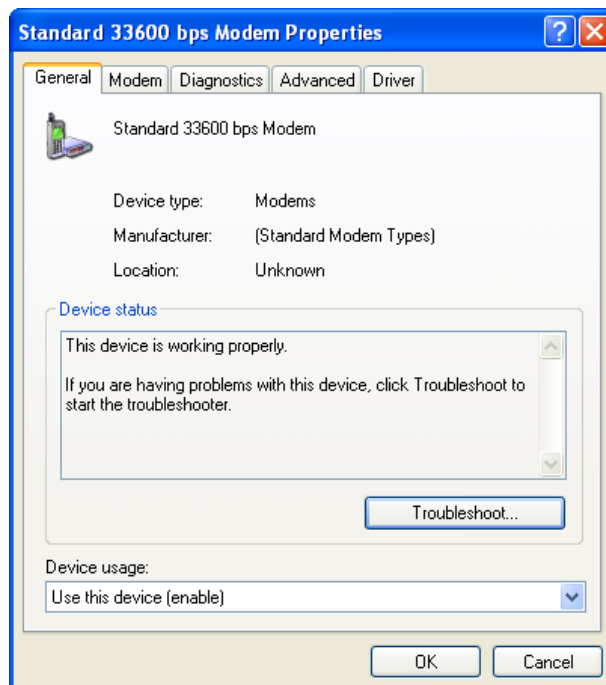 Standard 33600 bps Modem Properties
General Modem Diagnostics Advanced Driver
Standard 33600 bps Modem
Device type: Modems
Manufacturer: (Standard Modem Types)
Location: Unknown
Device status
This device is working properly.
If you are having problems with this device, click Troubleshoot to
start the troubleshooter.
Troubleshoot...
Device usage:
Use this device (enable)
OK Cancel